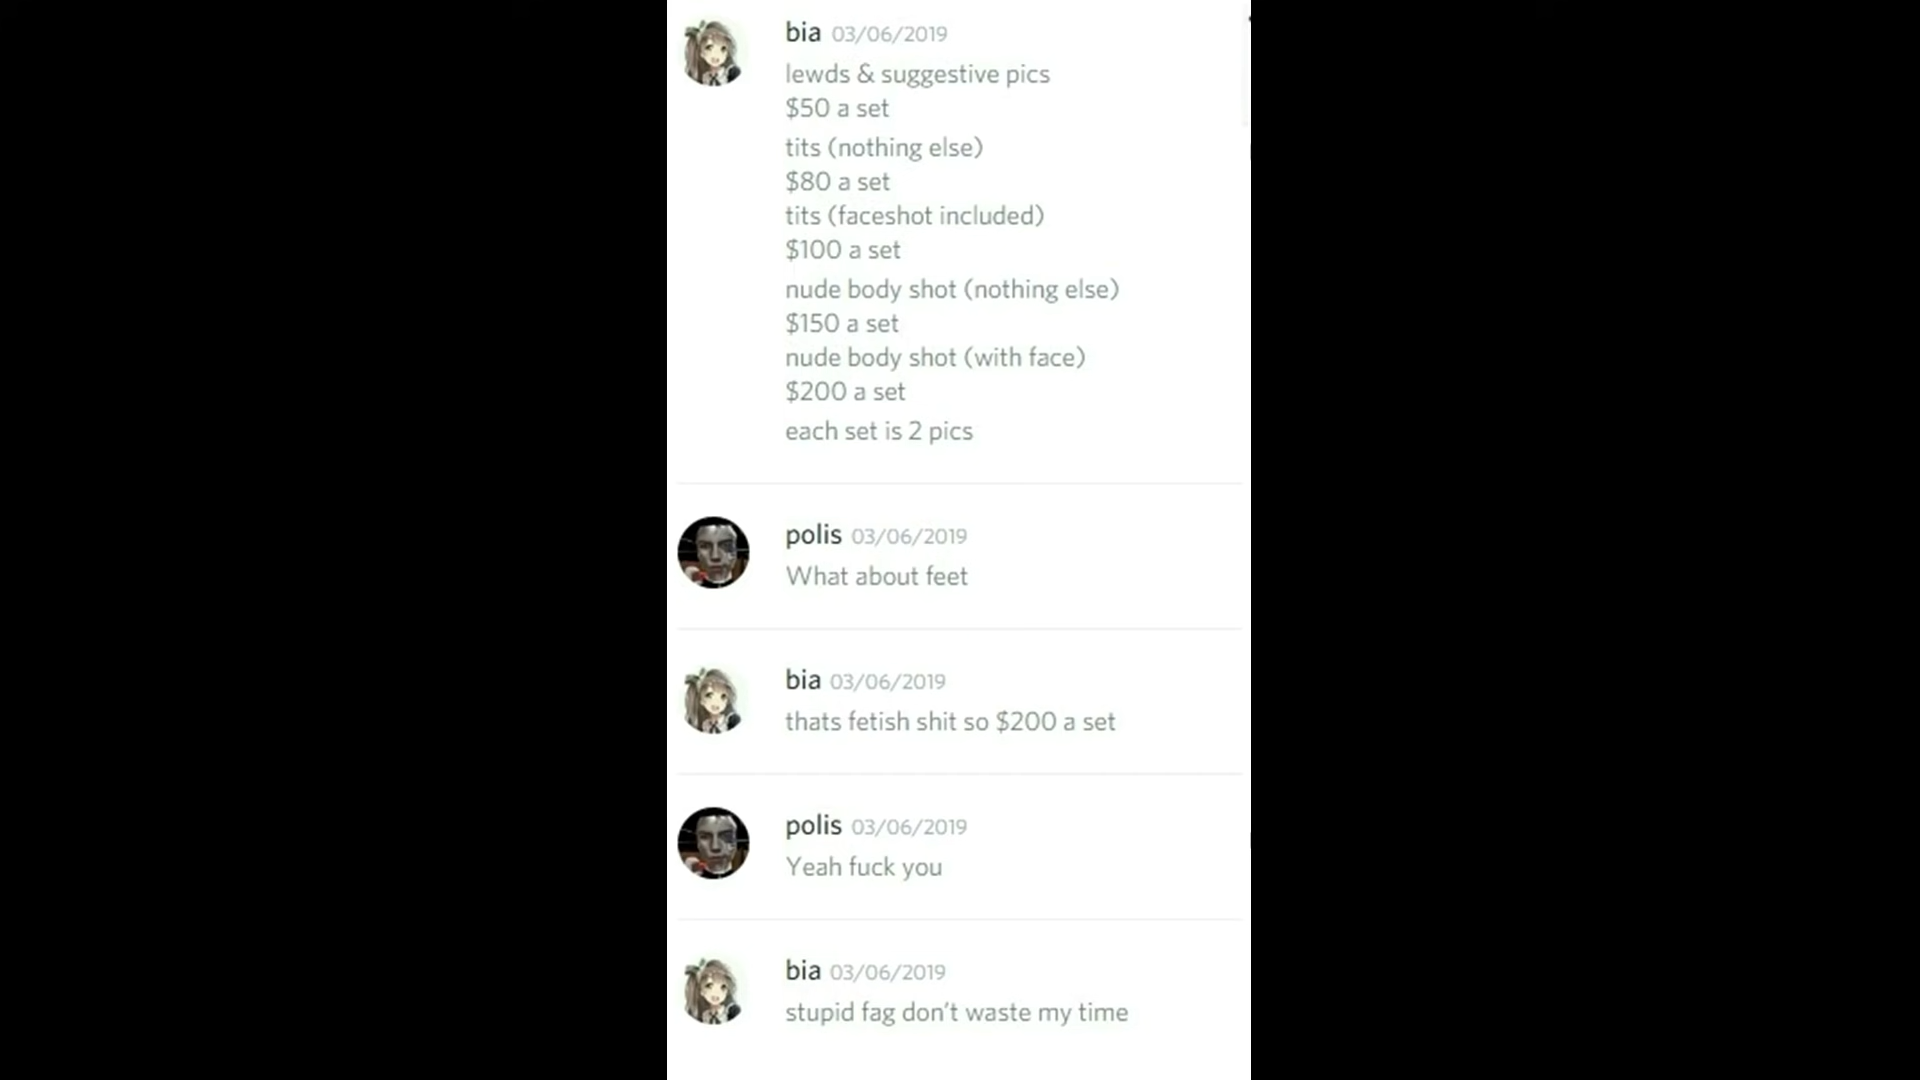 bia 03/06/2019
lewds & suggestive pics
$50 a set
tits (nothing else)
$80 a set
tits (faceshot included)
$100 a set
nude body shot (nothing else)
$150 a set
nude body shot (with face)
$200 a set
each set is 2 pics
polis 03/06/2019
What about feet
bia 03/06/2019
thats fetish shit so $200 a set
polis 03/06/2019
Yeah fuck you
bia 03/06/2019
stupid fag don't waste my time